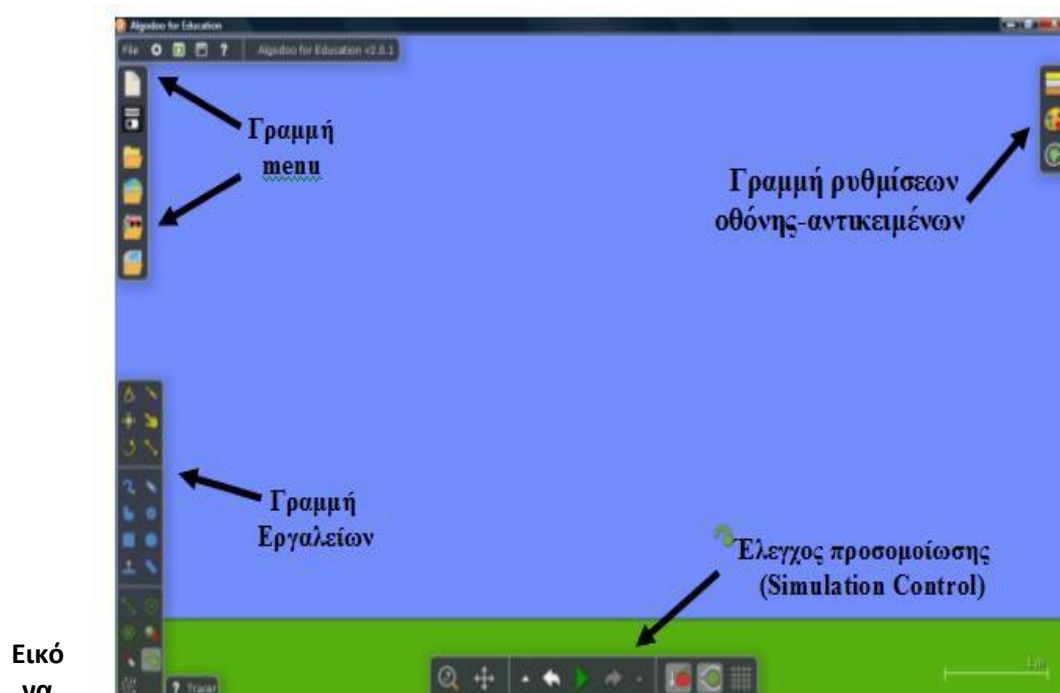 Algodoo for Education
File ? Algodoo for Education v2.0.1
Γραμμή
menu
Γραμμή ρυθμίσεων
οθόνης-αντικειμένων
Γραμμή
Εργαλείων
Έλεγχος προσομοίωσης
(Simulation Control)
1 m
? Tracer
Εικό
να